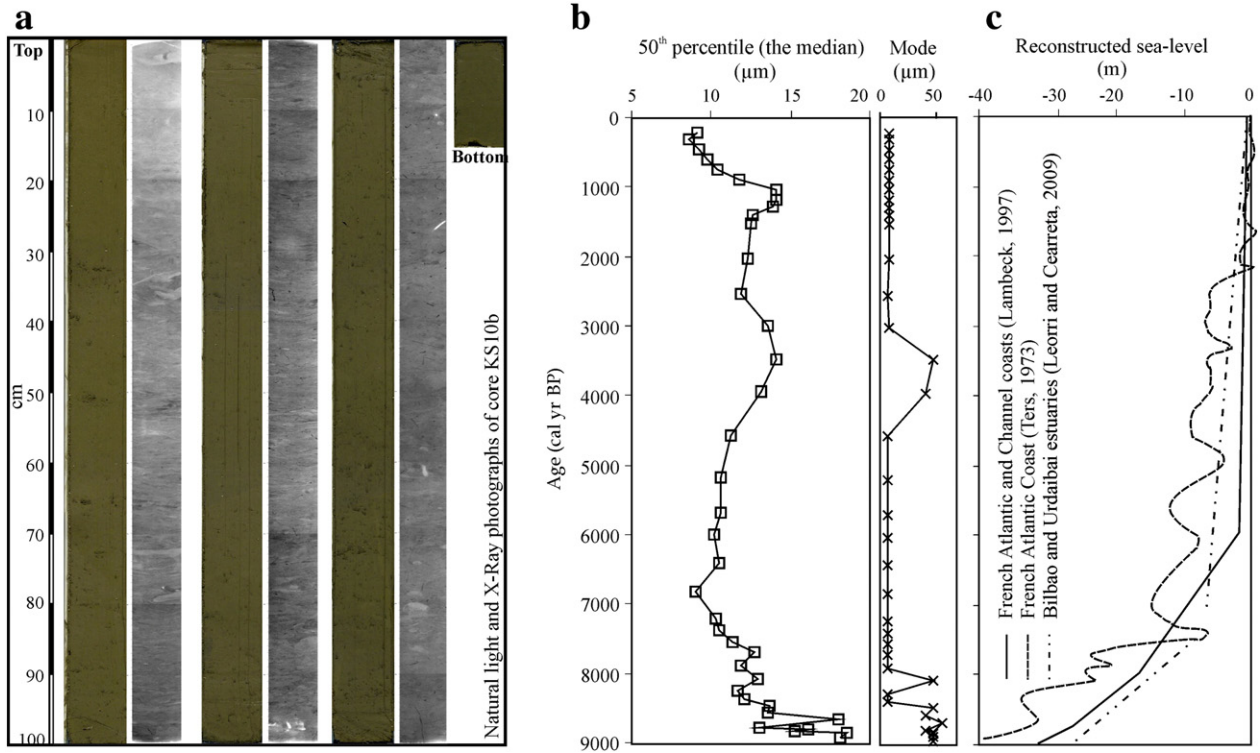 a
Top
10
20
30
40
50
60
70
80
90
100
cm
Bottom
Natural light and X-Ray photographs of core KS10b
b
50th percentile (the median)
(µm)
5 10 15 20
Mode
(µm)
0 50
Age (cal yr BP)
0
1000
2000
3000
4000
5000
6000
7000
8000
9000
c
Reconstructed sea-level
(m)
-40 -30 -20 -10 0
French Atlantic and Channel coasts (Lambeck, 1997)
French Atlantic Coast (Ters, 1973)
Bilbao and Urdaibai estuaries (Leorri and Cearreta, 2009)